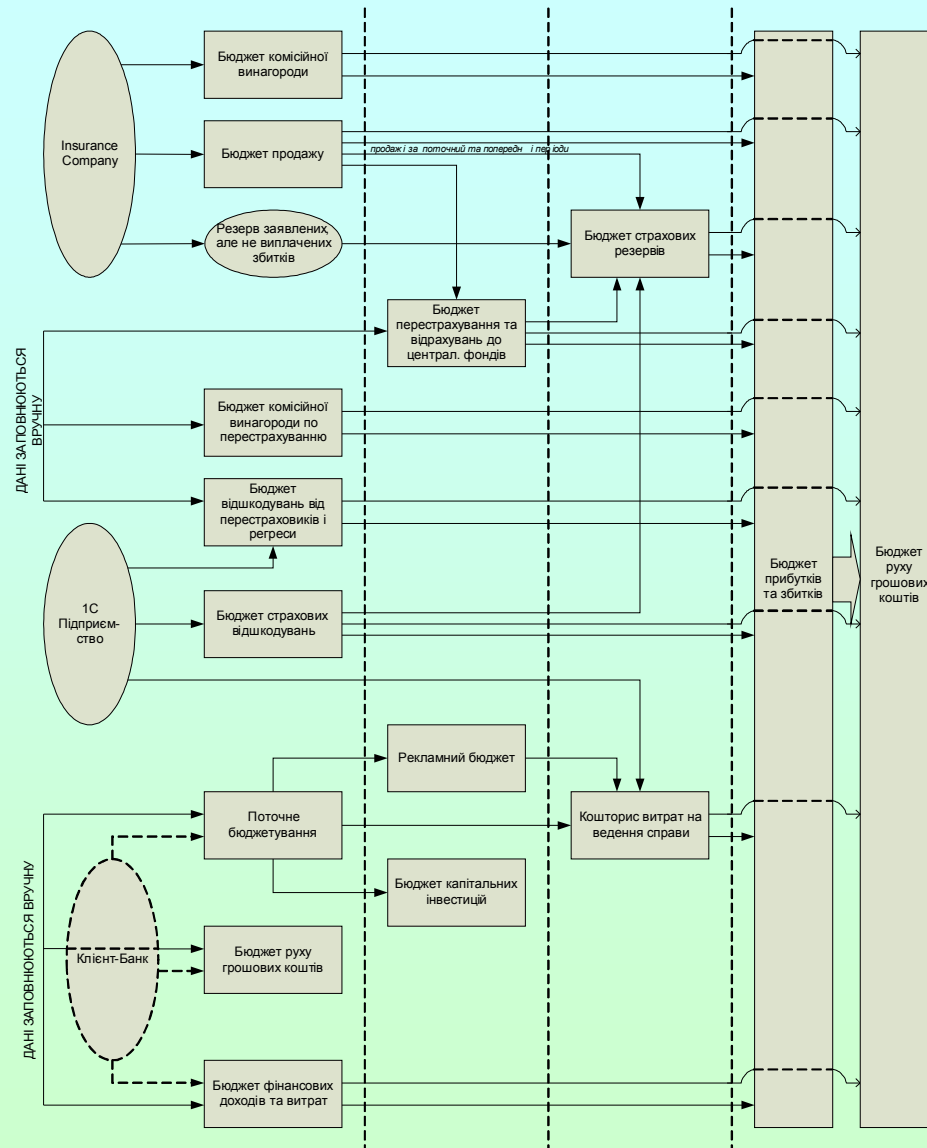 Бюджет комісійної
винагороди
Insurance
Company
Бюджет продажу
продажі за поточний та попередн і періоди
Резерв заявлених,
але не виплачених
збитків
Бюджет страхових
резервів
Бюджет
перестрахування та
відрахувань до
централ. фондів
ДАНІ ЗАПОВНЮЮТЬСЯ
ВРУЧНУ
Бюджет комісійної
винагороди по
перестрахуванню
Бюджет
відшкодувань від
перестраховиків і
регреси
1С
Підприєм-
ство
Бюджет страхових
відшкодувань
Бюджет
прибутків
та збитків
Бюджет
руху
грошових
коштів
Рекламний бюджет
Поточне
бюджетування
Кошторис витрат на
ведення справи
Бюджет капітальних
інвестицій
ДАНІ ЗАПОВНЮЮТЬСЯ ВРУЧНУ
Клієнт-Банк
Бюджет руху
грошових коштів
Бюджет фінансових
доходів та витрат